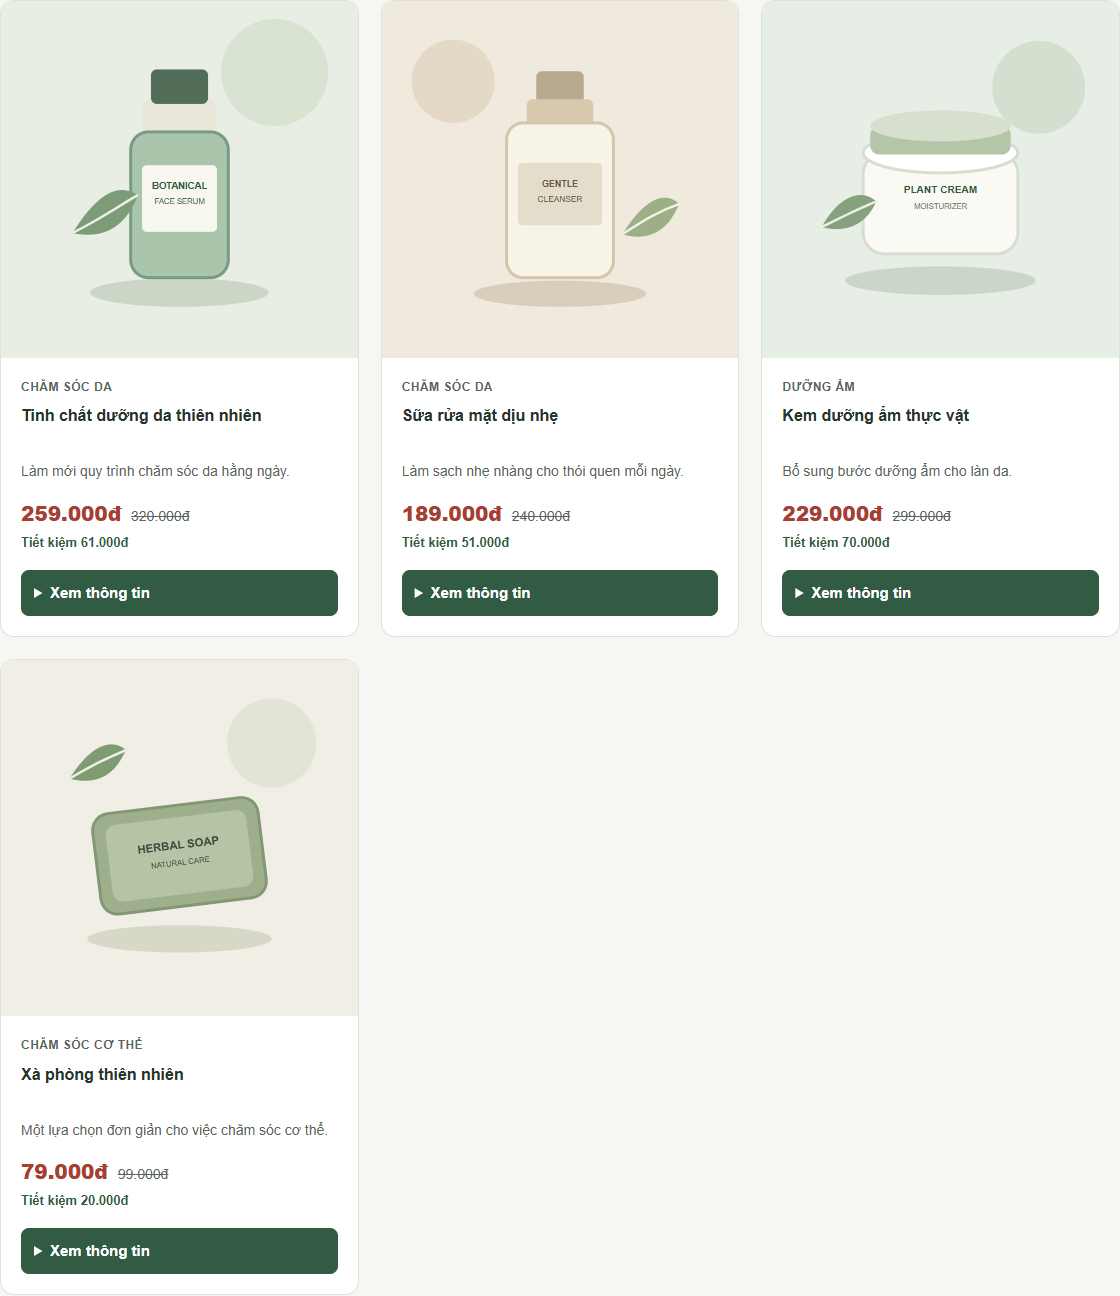 BOTANICAL
FACE SERUM
CHĂM SÓC DA
Tinh chất dưỡng da thiên nhiên
Làm mới quy trình chăm sóc da hằng ngày.
259.000đ 320.000đ
Tiết kiệm 61.000đ
Xem thông tin
GENTLE
CLEANSER
CHĂM SÓC DA
Sữa rửa mặt dịu nhẹ
Làm sạch nhẹ nhàng cho thói quen mỗi ngày.
189.000đ 240.000đ
Tiết kiệm 51.000đ
Xem thông tin
PLANT CREAM
MOISTURIZER
DƯỠNG ẨM
Kem dưỡng ẩm thực vật
Bổ sung bước dưỡng ẩm cho làn da.
229.000đ 299.000đ
Tiết kiệm 70.000đ
Xem thông tin
HERBAL SOAP
NATURAL CARE
CHĂM SÓC CƠ THỂ
Xà phòng thiên nhiên
Một lựa chọn đơn giản cho việc chăm sóc cơ thể.
79.000đ 99.000đ
Tiết kiệm 20.000đ
Xem thông tin